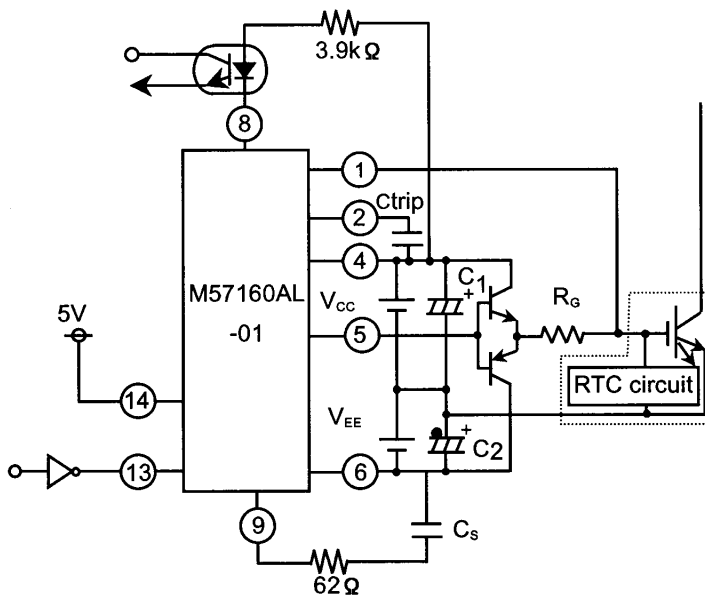 3.9kΩ
8
1
2
Ctrip
4
M57160AL
-01
VCC
C1
+
RG
5V
5
RTC circuit
14
VEE
+
C2
13
6
9
CS
62Ω